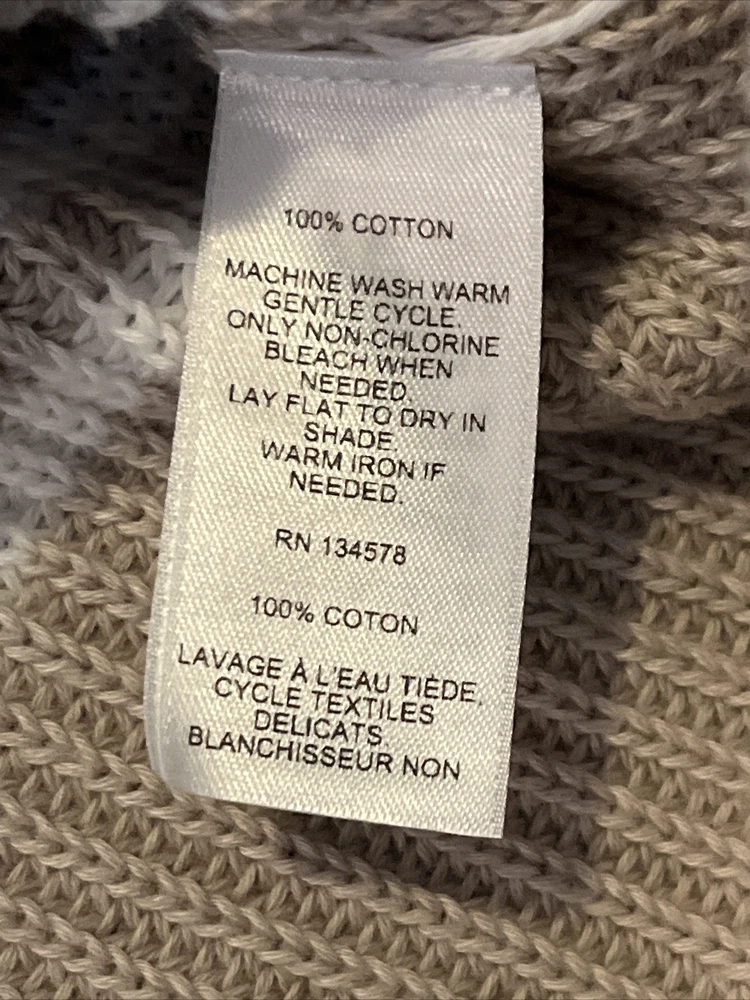 100% COTTON
MACHINE WASH WARM
GENTLE CYCLE.
ONLY NON-CHLORINE
BLEACH WHEN
NEEDED.
LAY FLAT TO DRY IN
SHADE.
WARM IRON IF
NEEDED.
RN 134578
100% COTON
LAVAGE À L'EAU TIÈDE,
CYCLE TEXTILES
DELICATS
BLANCHISSEUR NON